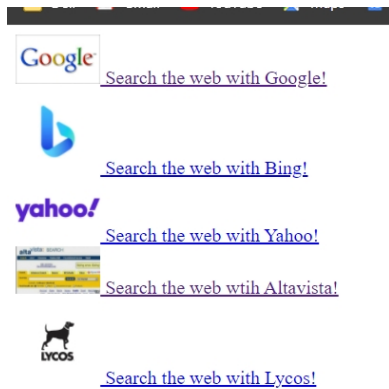 Google
Search the web with Google!
Search the web with Bing!
yahoo!
Search the web with Yahoo!
Search the web wtih Altavista!
LYCOS
Search the web with Lycos!